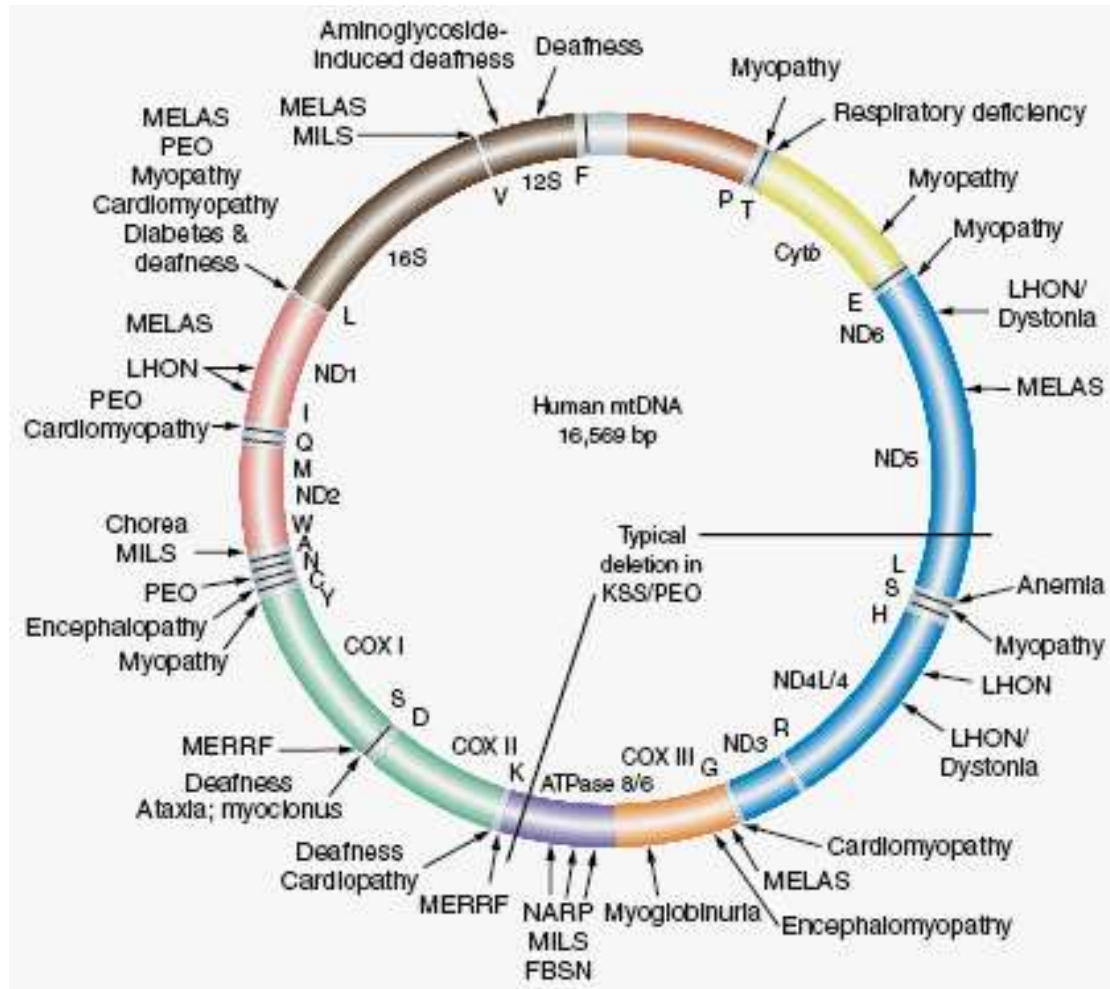 Aminoglycoside-
induced deafness
Deafness
Myopathy
Respiratory deficiency
MELAS
MILS
MELAS
PEO
Myopathy
Cardiomyopathy
Diabetes &
deafness
12S
F
V
P
T
Myopathy
Myopathy
16S
Cytb
E
LHON/
Dystonia
L
ND6
MELAS
LHON
ND1
MELAS
PEO
Cardiomyopathy
I
Q
M
ND2
W
A
N
C
Y
Human mtDNA
16,569 bp
ND5
Chorea
MILS
PEO
Encephalopathy
Myopathy
Typical
deletion in
KSS/PEO
L
S
H
Anemia
Myopathy
LHON
COX I
ND4L/4
S
D
R
LHON/
Dystonia
MERRF
Deafness
Ataxia; myoclonus
COX II
K
ATPase 8/6
COX III
G
ND3
Deafness
Cardiopathy
MERRF
NARP
MILS
FBSN
Myoglobinuria
Cardiomyopathy
MELAS
Encephalomyopathy